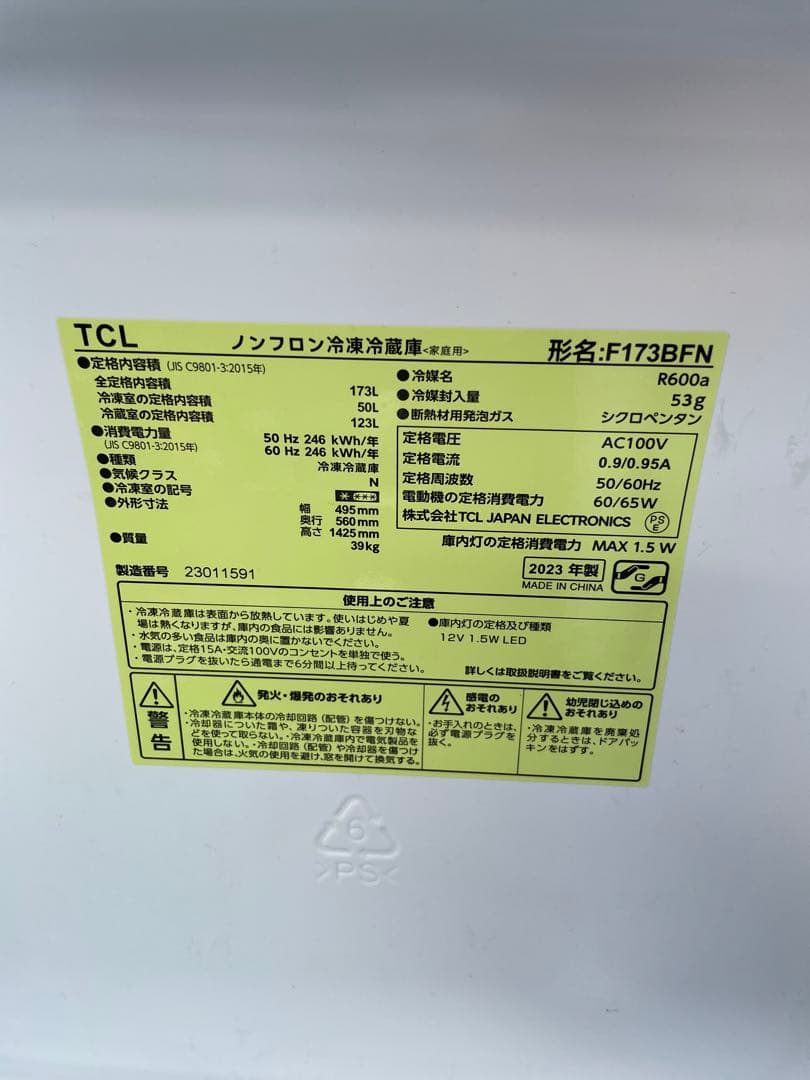 TCL ノンフロン冷凍冷蔵庫<家庭用> 形名:F173BFN
●定格内容積 (JIS C9801-3:2015年)
全定格内容積 173L
冷凍室の定格内容積 50L
冷蔵室の定格内容積 123L
●消費電力量 50 Hz 246 kWh/年
(JIS C9801-3:2015年) 60 Hz 246 kWh/年
●種類 冷凍冷蔵庫
●気候クラス N
●冷凍室の記号
●外形寸法 幅 495mm
奥行 560mm
高さ 1425mm
●質量 39kg
製造番号 23011591
●冷媒名 R600a
●冷媒封入量 53g
●断熱材用発泡ガス シクロペンタン
定格電圧 AC100V
定格電流 0.9/0.95A
定格周波数 50/60Hz
電動機の定格消費電力 60/65W
株式会社TCL JAPAN ELECTRONICS PSE
庫内灯の定格消費電力 MAX 1.5 W
2023 年製
MADE IN CHINA
G
使用上のご注意
・冷凍冷蔵庫は表面から放熱しています。使いはじめや夏
場は熱くなりますが、庫内の食品には影響ありません。
・水気の多い食品は庫内の奥に置かないでください。
・電源は、定格15A・交流100Vのコンセントを単独で使う。
・電源プラグを抜いたら通電まで6分間以上待ってください。
●庫内灯の定格及び種類
12V 1.5W LED
詳しくは取扱説明書をご覧ください。
警告
発火・爆発のおそれあり
・冷凍冷蔵庫本体の冷却回路(配管)を傷つけない。
・冷却器についた霜や、凍りついた容器を刃物な
どを使って取らない。・冷凍冷蔵庫内で電気製品を
使用しない。・冷却回路(配管)や冷却器を傷つけ
た場合は、火気の使用を避け、窓を開けて換気する。
感電の
おそれあり
・お手入れのときは、
必ず電源プラグを
抜く。
幼児閉じ込めの
おそれあり
・冷凍冷蔵庫を廃棄処
分するときは、ドアパッ
キンをはずす。
6
>PS<